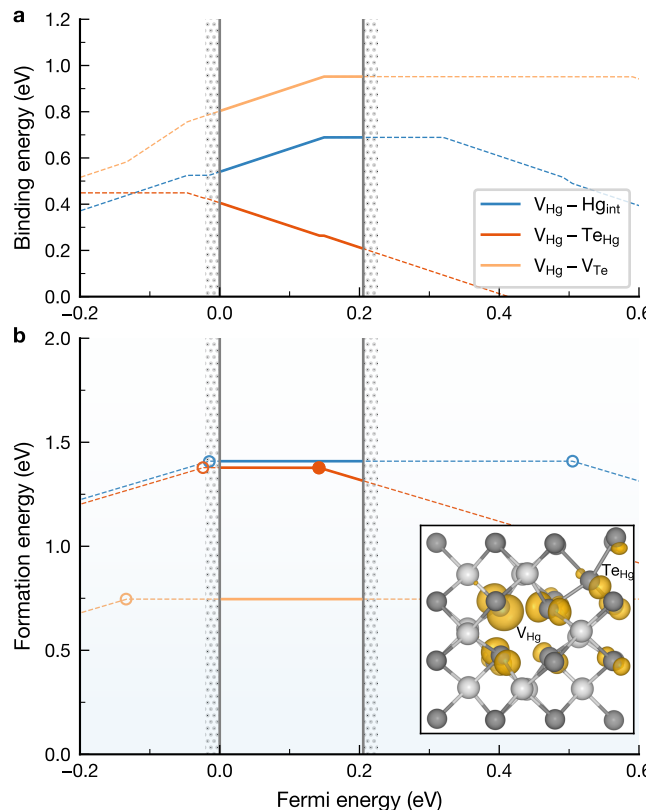 a
Binding energy (eV)
1.2
1.0
0.8
0.6
0.4
0.2
0.0
V_Hg – Hg_int
V_Hg – Te_Hg
V_Hg – V_Te
−0.2 0.0 0.2 0.4 0.6
b
Formation energy (eV)
2.0
1.5
1.0
0.5
0.0
Te_Hg
V_Hg
−0.2 0.0 0.2 0.4 0.6
Fermi energy (eV)